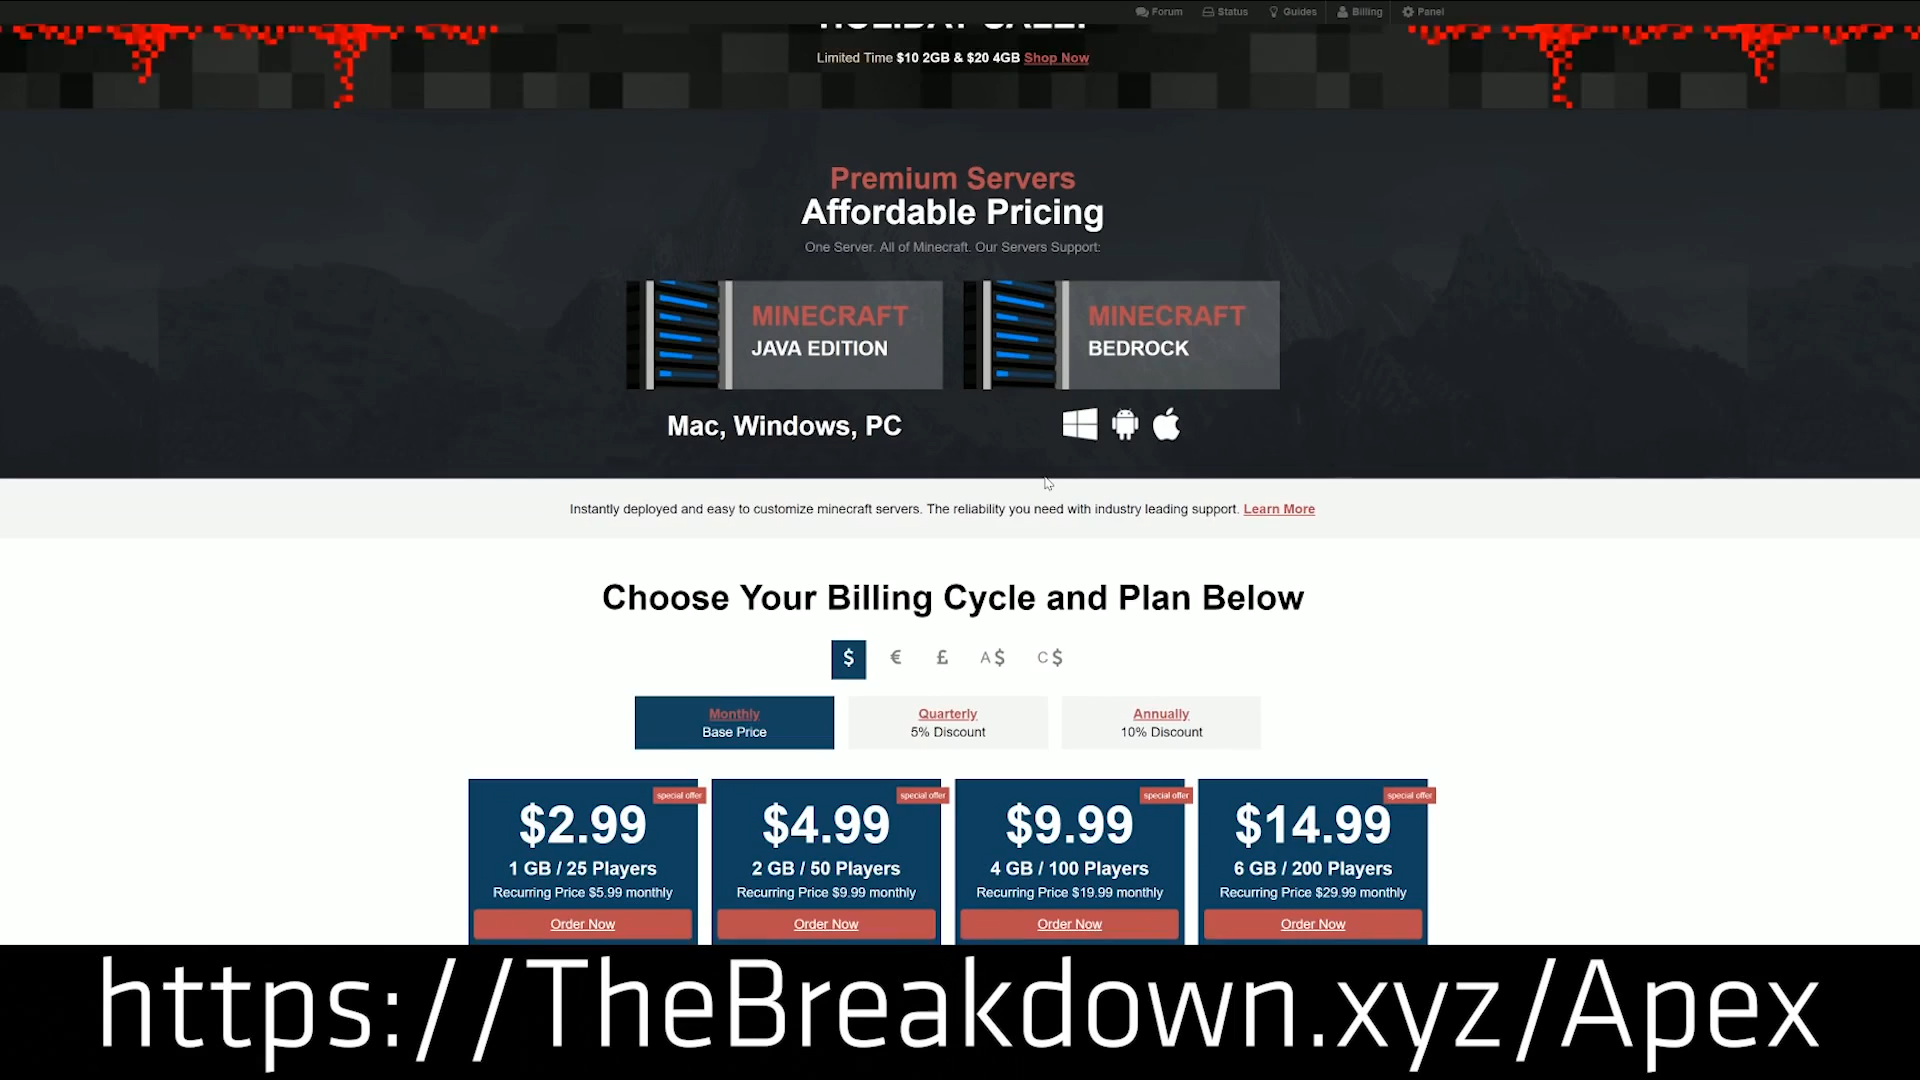 Forum Status Guides Billing Panel
HOLIDAY SALE!
Limited Time $10 2GB & $20 4GB Shop Now
Premium Servers
Affordable Pricing
One Server. All of Minecraft. Our Servers Support:
MINECRAFT
JAVA EDITION
MINECRAFT
BEDROCK
Mac, Windows, PC
Instantly deployed and easy to customize minecraft servers. The reliability you need with industry leading support. Learn More
Choose Your Billing Cycle and Plan Below
$ € £ A$ C$
Monthly
Base Price
Quarterly
5% Discount
Annually
10% Discount
special offer
$2.99
1 GB / 25 Players
Recurring Price $5.99 monthly
Order Now
special offer
$4.99
2 GB / 50 Players
Recurring Price $9.99 monthly
Order Now
special offer
$9.99
4 GB / 100 Players
Recurring Price $19.99 monthly
Order Now
special offer
$14.99
6 GB / 200 Players
Recurring Price $29.99 monthly
Order Now
https://TheBreakdown.xyz/Apex